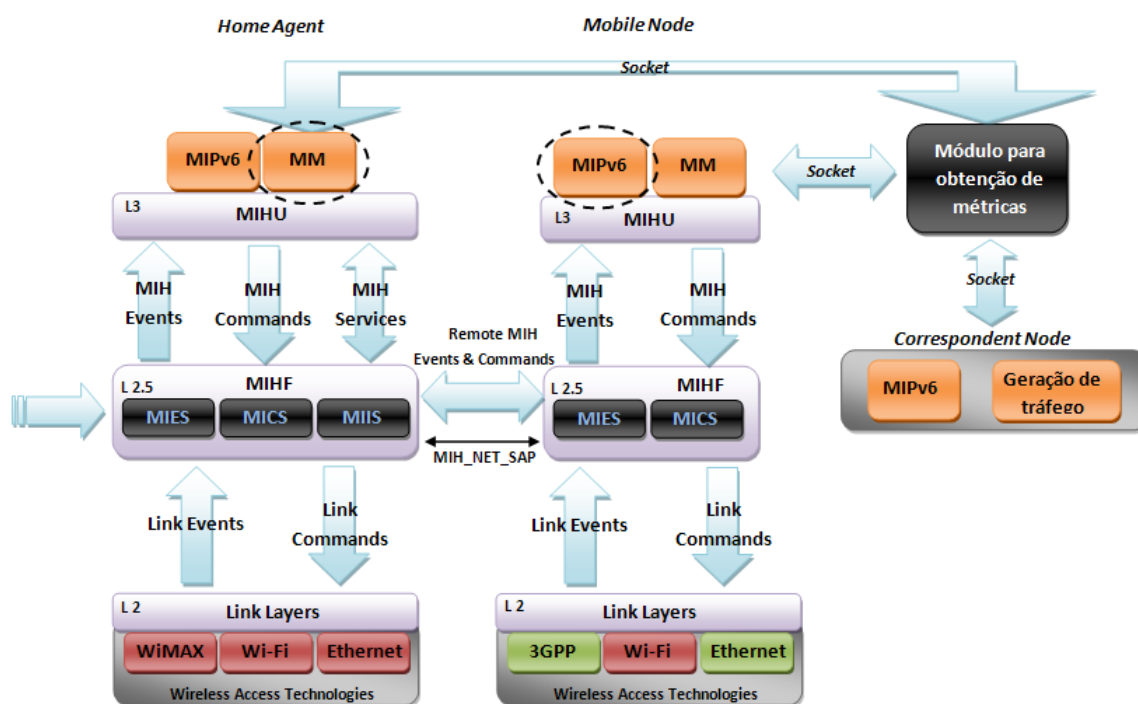 Home Agent
Mobile Node
Socket
MIPv6
MM
L3
MIHU
MIPv6
MM
L3
MIHU
Socket
Módulo para
obtenção de
métricas
MIH
Events
MIH
Commands
MIH
Services
MIH
Events
MIH
Commands
Socket
Remote MIH
Events & Commands
Correspondent Node
MIPv6
Geração de
tráfego
L 2.5
MIHF
MIES
MICS
MIIS
MIH_NET_SAP
L 2.5
MIHF
MIES
MICS
Link Events
Link
Commands
Link Events
Link
Commands
L 2
Link Layers
WiMAX
Wi-Fi
Ethernet
Wireless Access Technologies
L 2
Link Layers
3GPP
Wi-Fi
Ethernet
Wireless Access Technologies